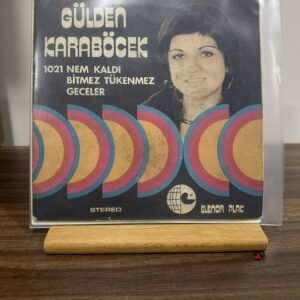 GÜLDEN
KARABÖCEK
1021 NEM KALDI
BİTMEZ TÜKENMEZ
GECELER
STEREO
ELENOR PLAK